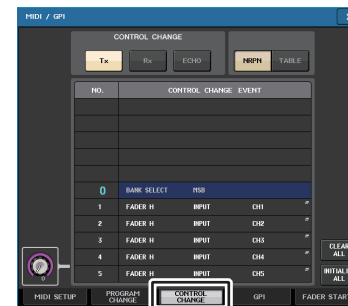 MIDI / GPI
CONTROL CHANGE
Tx Rx ECHO NRPN TABLE
NO. CONTROL CHANGE EVENT
0 BANK SELECT MSB
1 FADER H INPUT CH1
2 FADER H INPUT CH2
3 FADER H INPUT CH3
4 FADER H INPUT CH4
5 FADER H INPUT CH5
CLEAR
ALL
INITIALI
ALL
MIDI SETUP PROGRAM CHANGE CONTROL CHANGE GPI FADER START